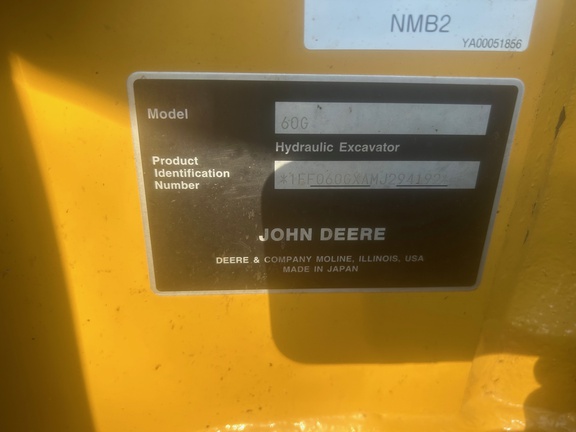 NMB2
YA00051856
Model
60G
Hydraulic Excavator
Product
Identification
Number
JOHN DEERE
DEERE & COMPANY MOLINE, ILLINOIS, USA
MADE IN JAPAN